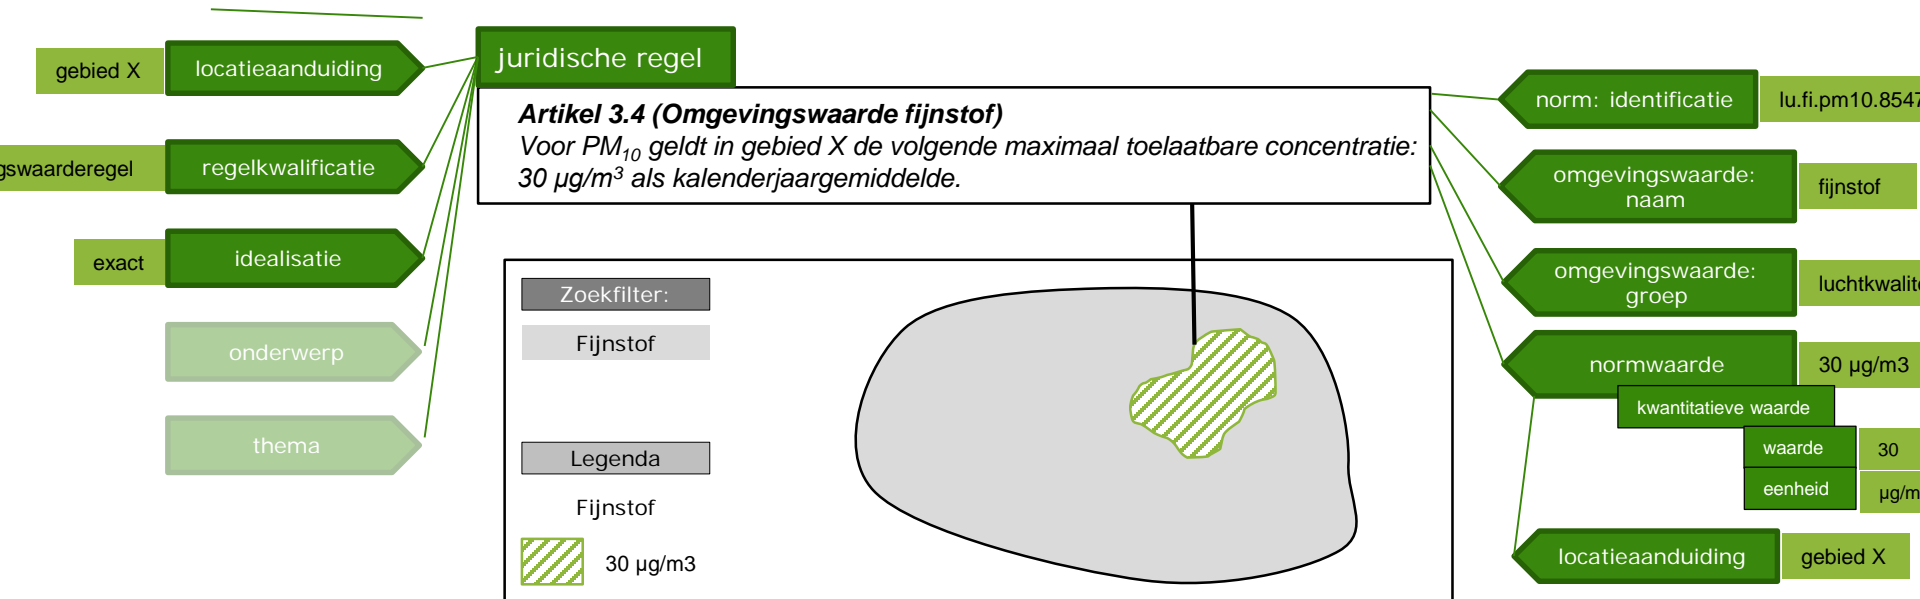 gebied X
locatieaanduiding
gswaarderegel
regelkwalificatie
exact
idealisatie
onderwerp
thema
juridische regel
Artikel 3.4 (Omgevingswaarde fijnstof)
Voor PM10 geldt in gebied X de volgende maximaal toelaatbare concentratie:
30 µg/m³ als kalenderjaargemiddelde.
Zoekfilter:
Fijnstof
Legenda
Fijnstof
30 µg/m3
norm: identificatie
lu.fi.pm10.8547
omgevingswaarde:
naam
fijnstof
omgevingswaarde:
groep
luchtkwalite
normwaarde
30 µg/m3
kwantitatieve waarde
waarde
30
eenheid
µg/m
locatieaanduiding
gebied X